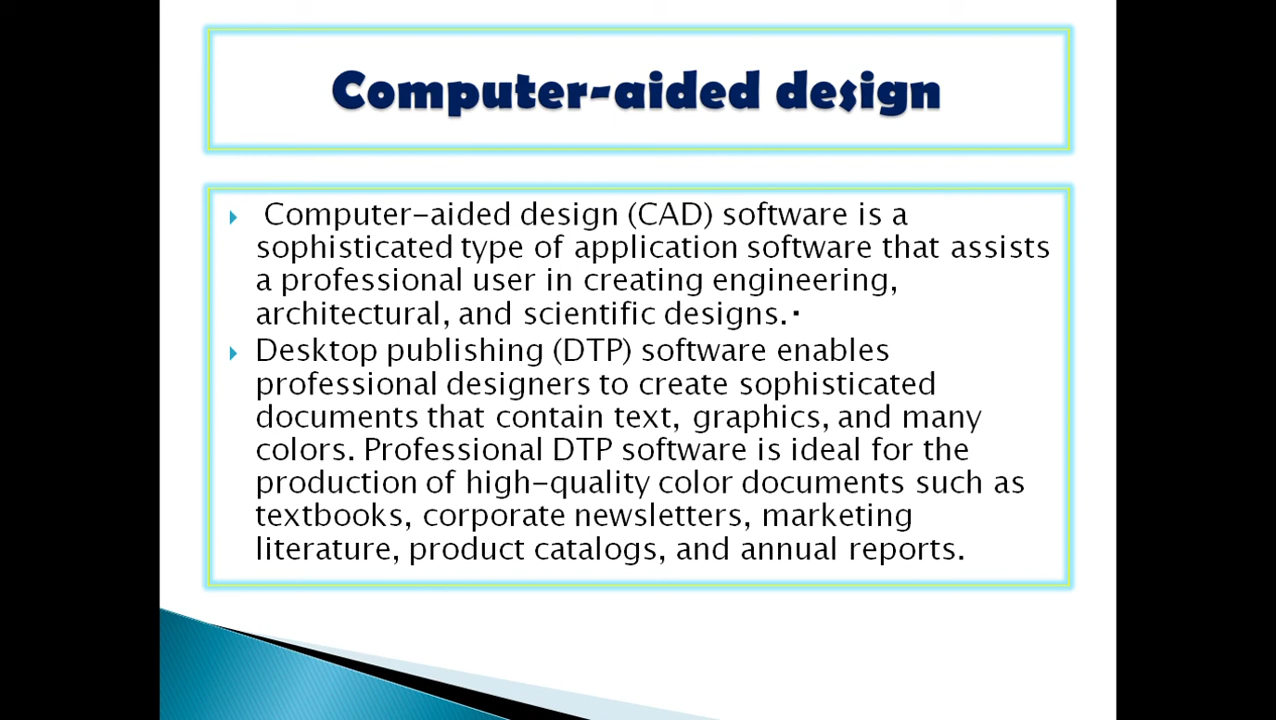 Computer-aided design
Computer-aided design (CAD) software is a
sophisticated type of application software that assists
a professional user in creating engineering,
architectural, and scientific designs.▪
Desktop publishing (DTP) software enables
professional designers to create sophisticated
documents that contain text, graphics, and many
colors. Professional DTP software is ideal for the
production of high-quality color documents such as
textbooks, corporate newsletters, marketing
literature, product catalogs, and annual reports.